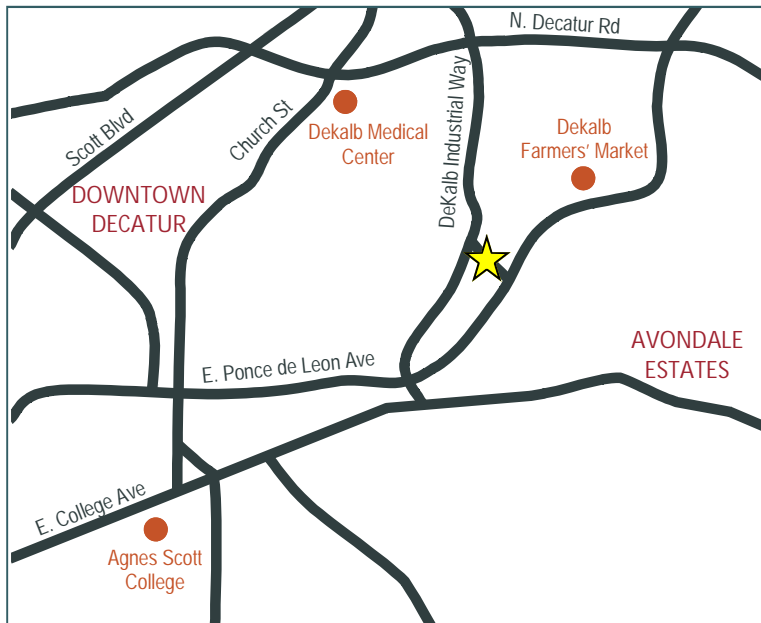 N. Decatur Rd
Scott Blvd
Church St
DeKalb Industrial Way
Dekalb Medical
Center
Dekalb
Farmers' Market
DOWNTOWN
DECATUR
E. Ponce de Leon Ave
AVONDALE
ESTATES
E. College Ave
Agnes Scott
College